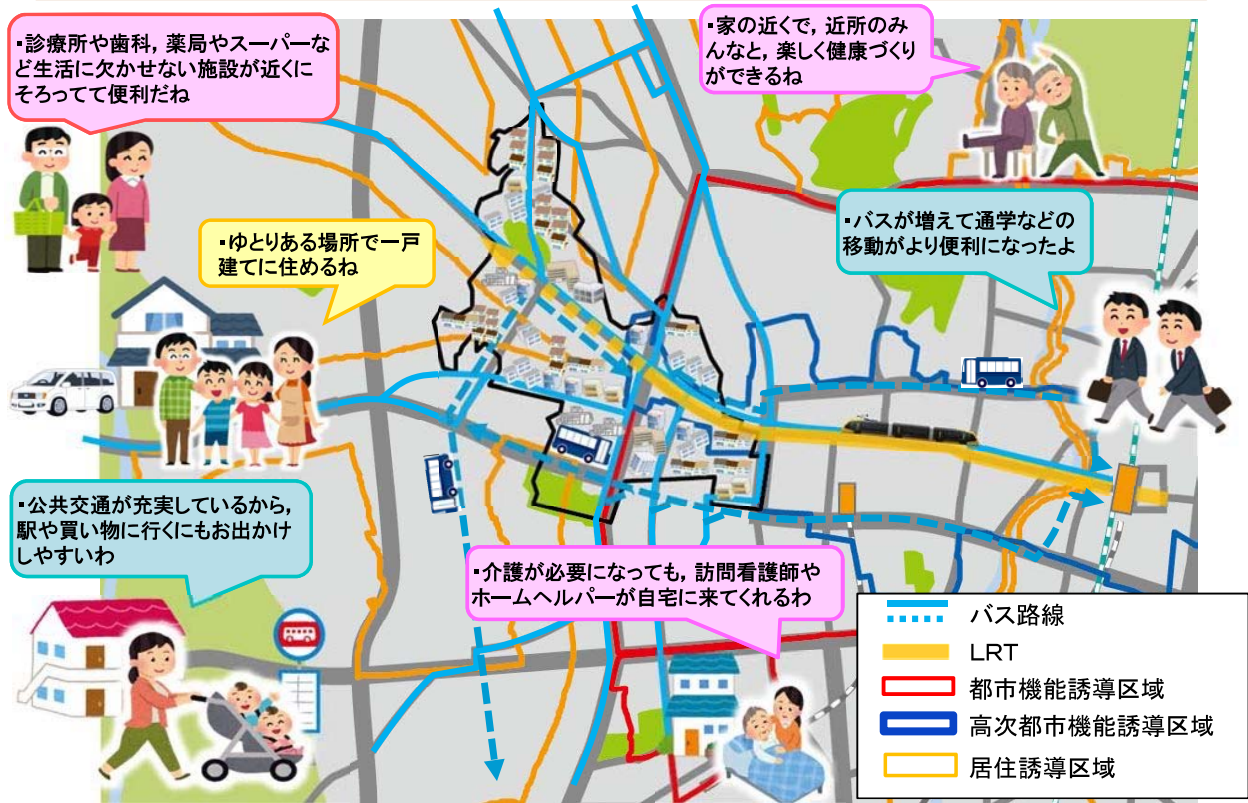 ・診療所や歯科，薬局やスーパーな
ど生活に欠かせない施設が近くに
そろってて便利だね
・家の近くで，近所のみ
んなと，楽しく健康づくり
ができるね
・ゆとりある場所で一戸
建てに住めるね
・バスが増えて通学などの
移動がより便利になったよ
・公共交通が充実しているから，
駅や買い物に行くにもお出かけ
しやすいわ
・介護が必要になっても，訪問看護師や
ホームヘルパーが自宅に来てくれるわ
バス路線
LRT
都市機能誘導区域
高次都市機能誘導区域
居住誘導区域